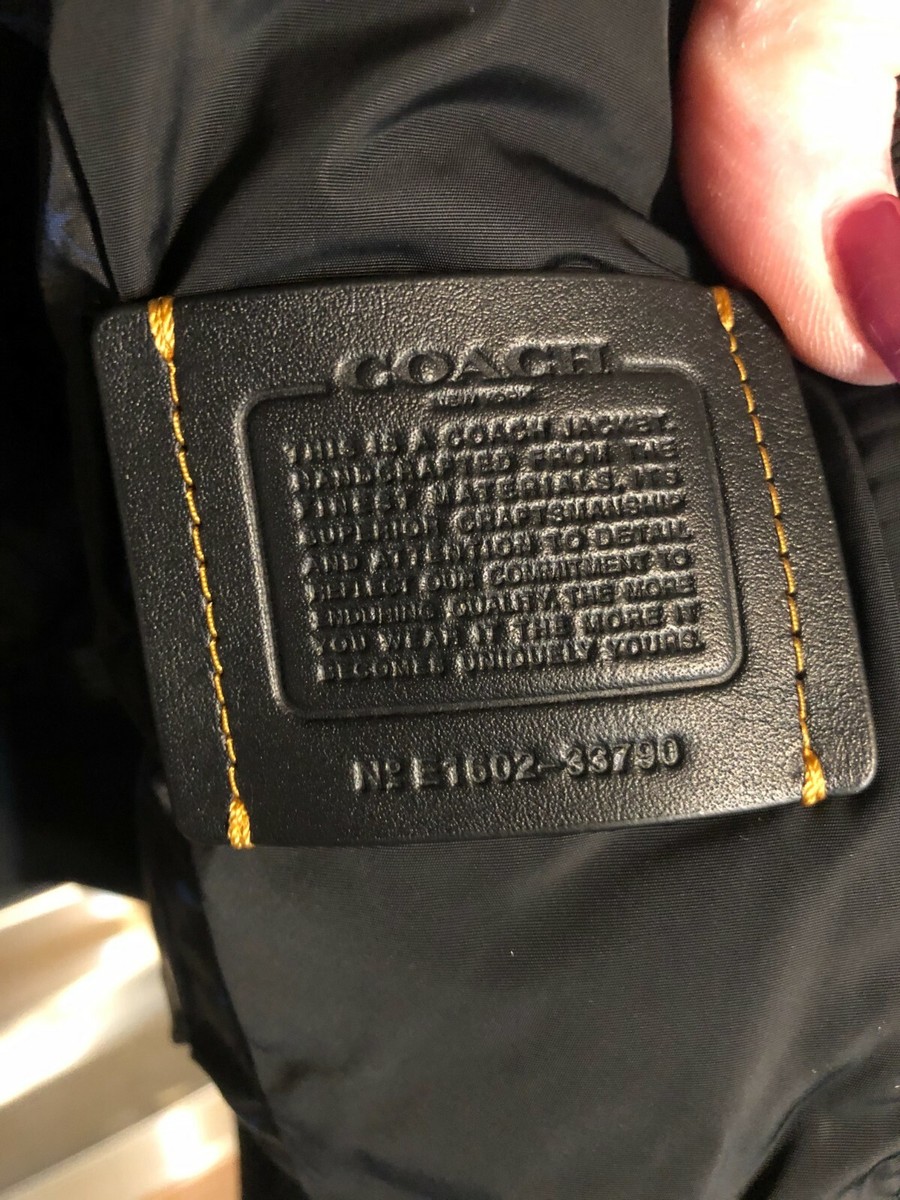 COACH
NEW YORK
THIS IS A COACH JACKET.
HANDCRAFTED FROM THE
FINEST MATERIALS. ITS
SUPERIOR CRAFTSMANSHIP
AND ATTENTION TO DETAIL
REFLECT OUR COMMITMENT TO
ENDURING QUALITY. THE MORE
YOU WEAR IT THE MORE IT
BECOMES UNIQUELY YOURS.
Nº E1602-33790